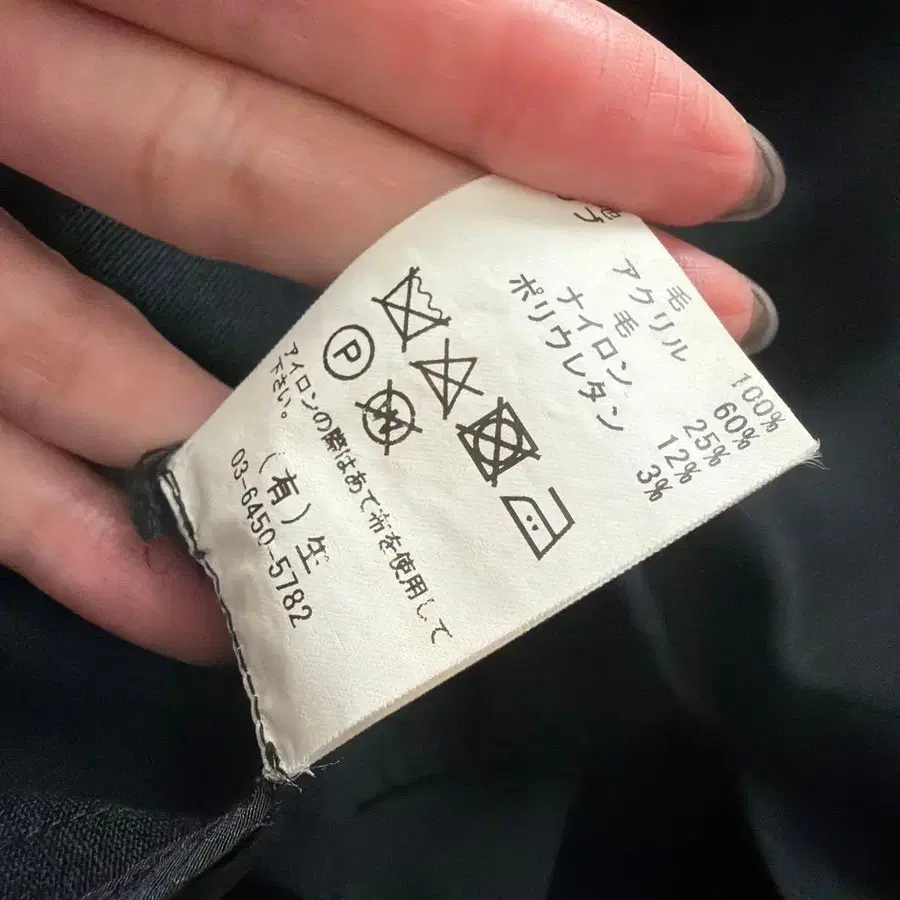 毛 100%
アクリル 60%
毛 25%
ナイロン 12%
ポリウレタン 3%
P
W
アイロンの際はあて布を使用して
下さい。
(有)生
03-6450-5782